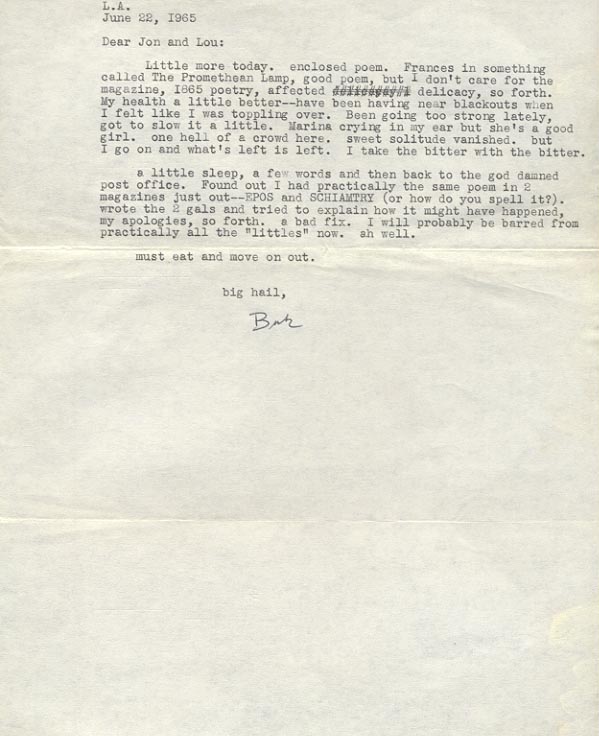 L.A.
June 22, 1965
Dear Jon and Lou:
Little more today. enclosed poem. Frances in something
called The Promethean Lamp, good poem, but I don't care for the
magazine, 1865 poetry, affected delicacy, so forth.
My health a little better--have been having near blackouts when
I felt like I was toppling over. Been going too strong lately,
got to slow it a little. Marina crying in my ear but she's a good
girl. one hell of a crowd here. sweet solitude vanished. but
I go on and what's left is left. I take the bitter with the bitter.
a little sleep, a few words and then back to the god damned
post office. Found out I had practically the same poem in 2
magazines just out--EPOS and SCHIAMTRY (or how do you spell it?).
wrote the 2 gals and tried to explain how it might have happened,
my apologies, so forth. a bad fix. I will probably be barred from
practically all the "littles" now. ah well.
must eat and move on out.
big hail,
Buk